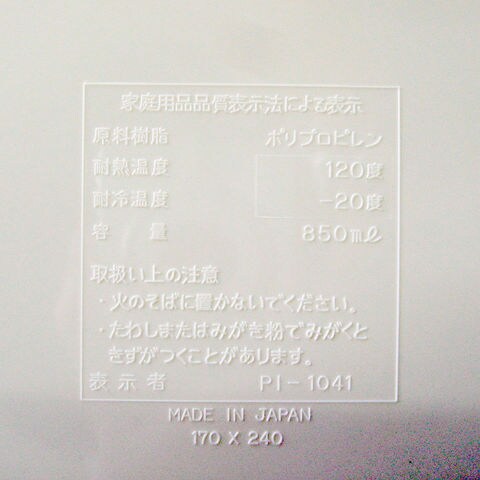 家庭用品品質表示法による表示
原料樹脂 ポリプロピレン
耐熱温度 120度
耐冷温度 -20度
容量 850mℓ
取扱い上の注意
・火のそばに置かないでください。
・たわしまたはみがき粉でみがくと
きずがつくことがあります。
表示者 PI-1041
MADE IN JAPAN
170 X 240